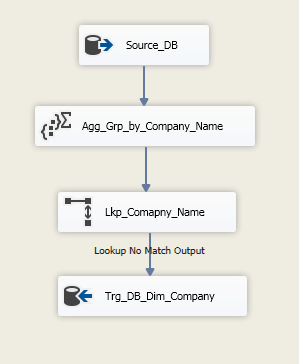 Source_DB
Agg_Grp_by_Company_Name
Lkp_Comapny_Name
Lookup No Match Output
Trg_DB_Dim_Company